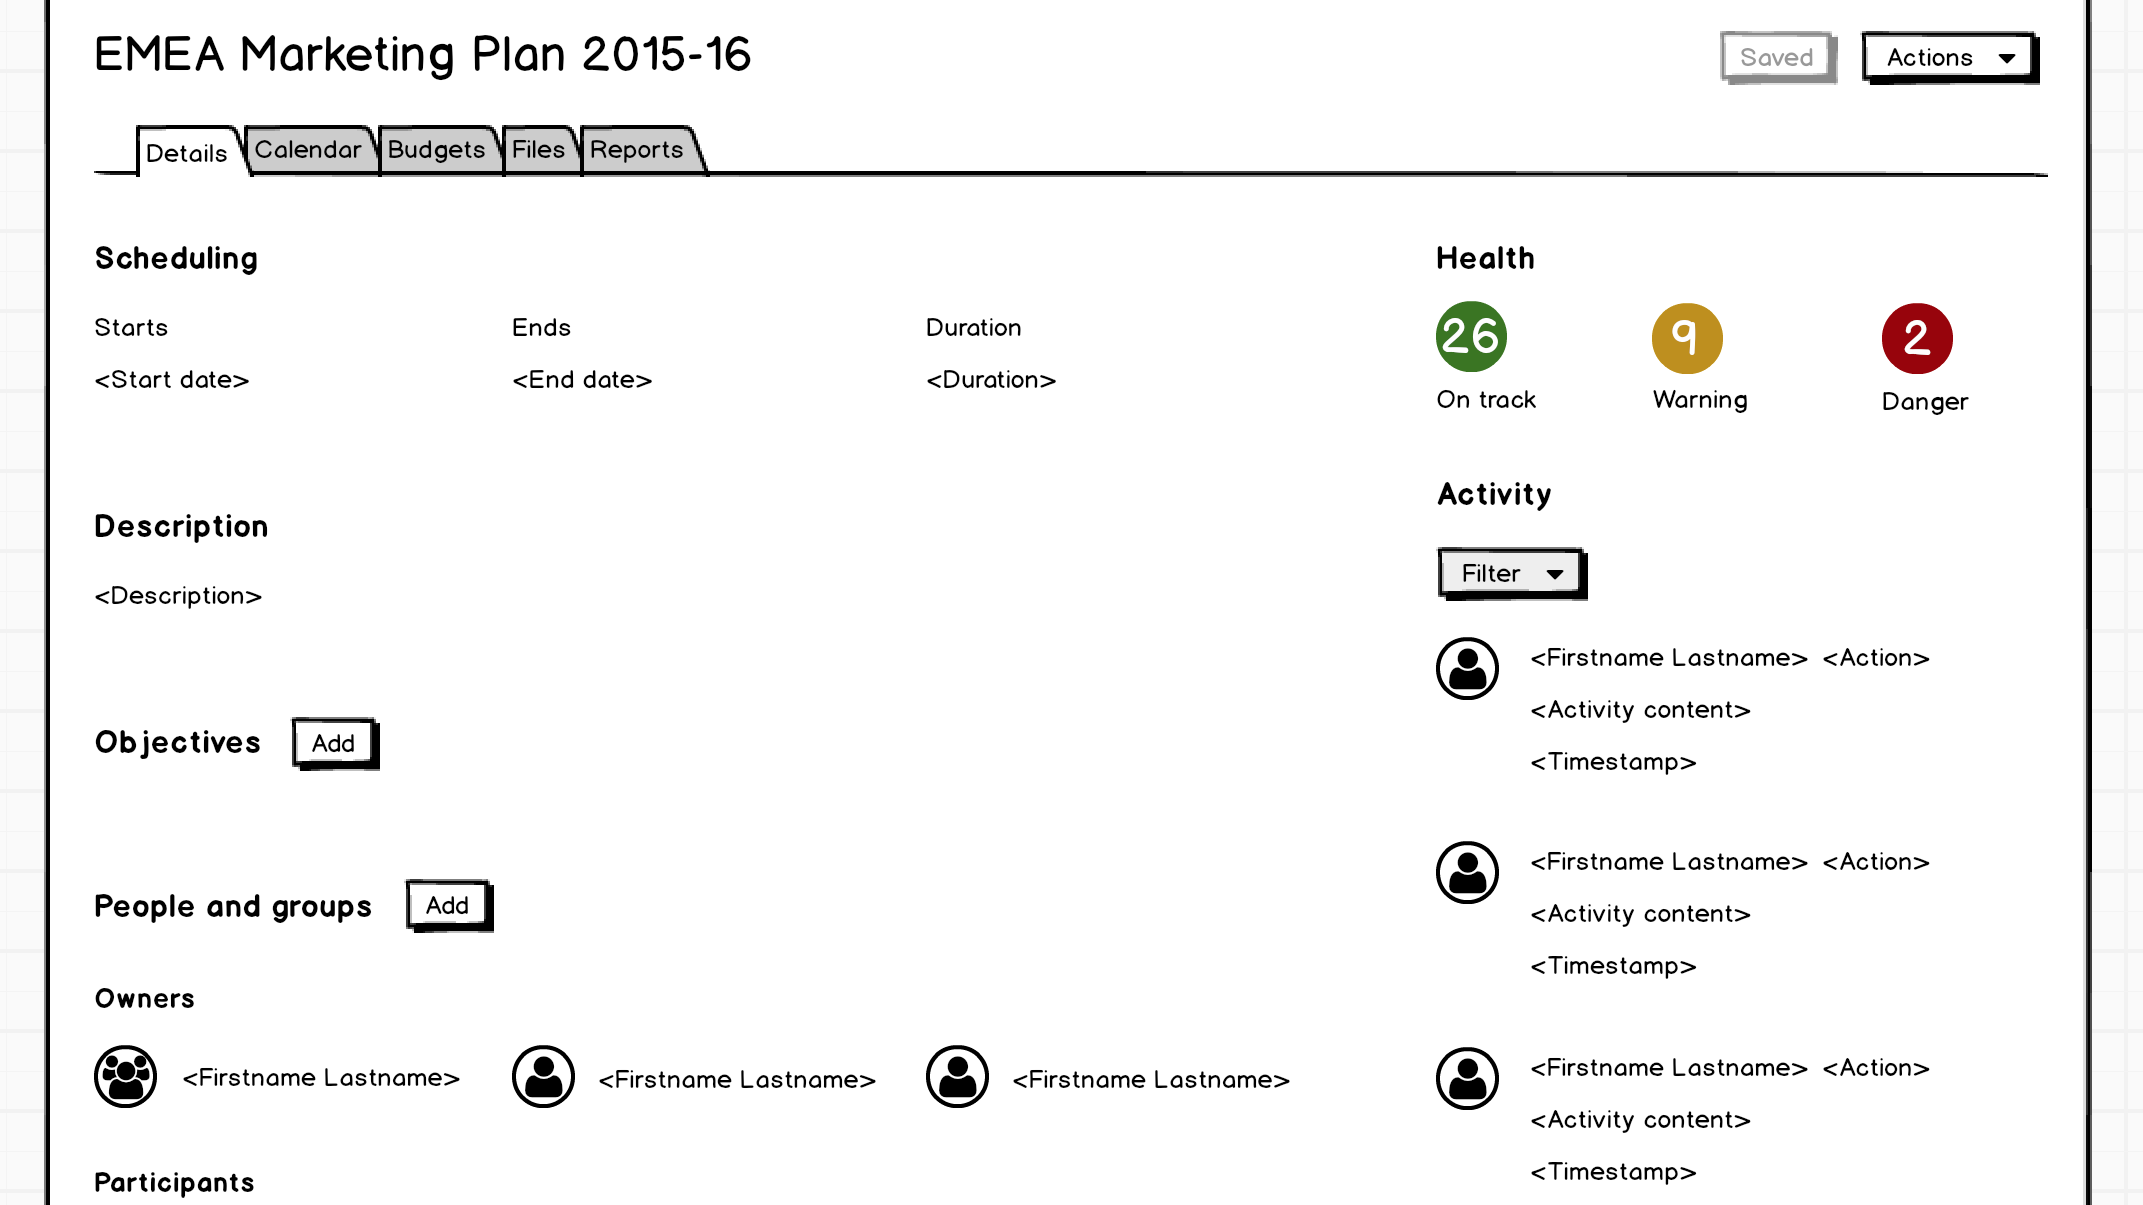 EMEA Marketing Plan 2015-16
Saved
Actions
Details
Calendar
Budgets
Files
Reports
Scheduling
Starts
Ends
Duration
<Start date>
<End date>
<Duration>
Description
<Description>
Objectives
Add
People and groups
Add
Owners
<Firstname Lastname>
<Firstname Lastname>
<Firstname Lastname>
Participants
Health
26
9
2
On track
Warning
Danger
Activity
Filter
<Firstname Lastname> <Action>
<Activity content>
<Timestamp>
<Firstname Lastname> <Action>
<Activity content>
<Timestamp>
<Firstname Lastname> <Action>
<Activity content>
<Timestamp>